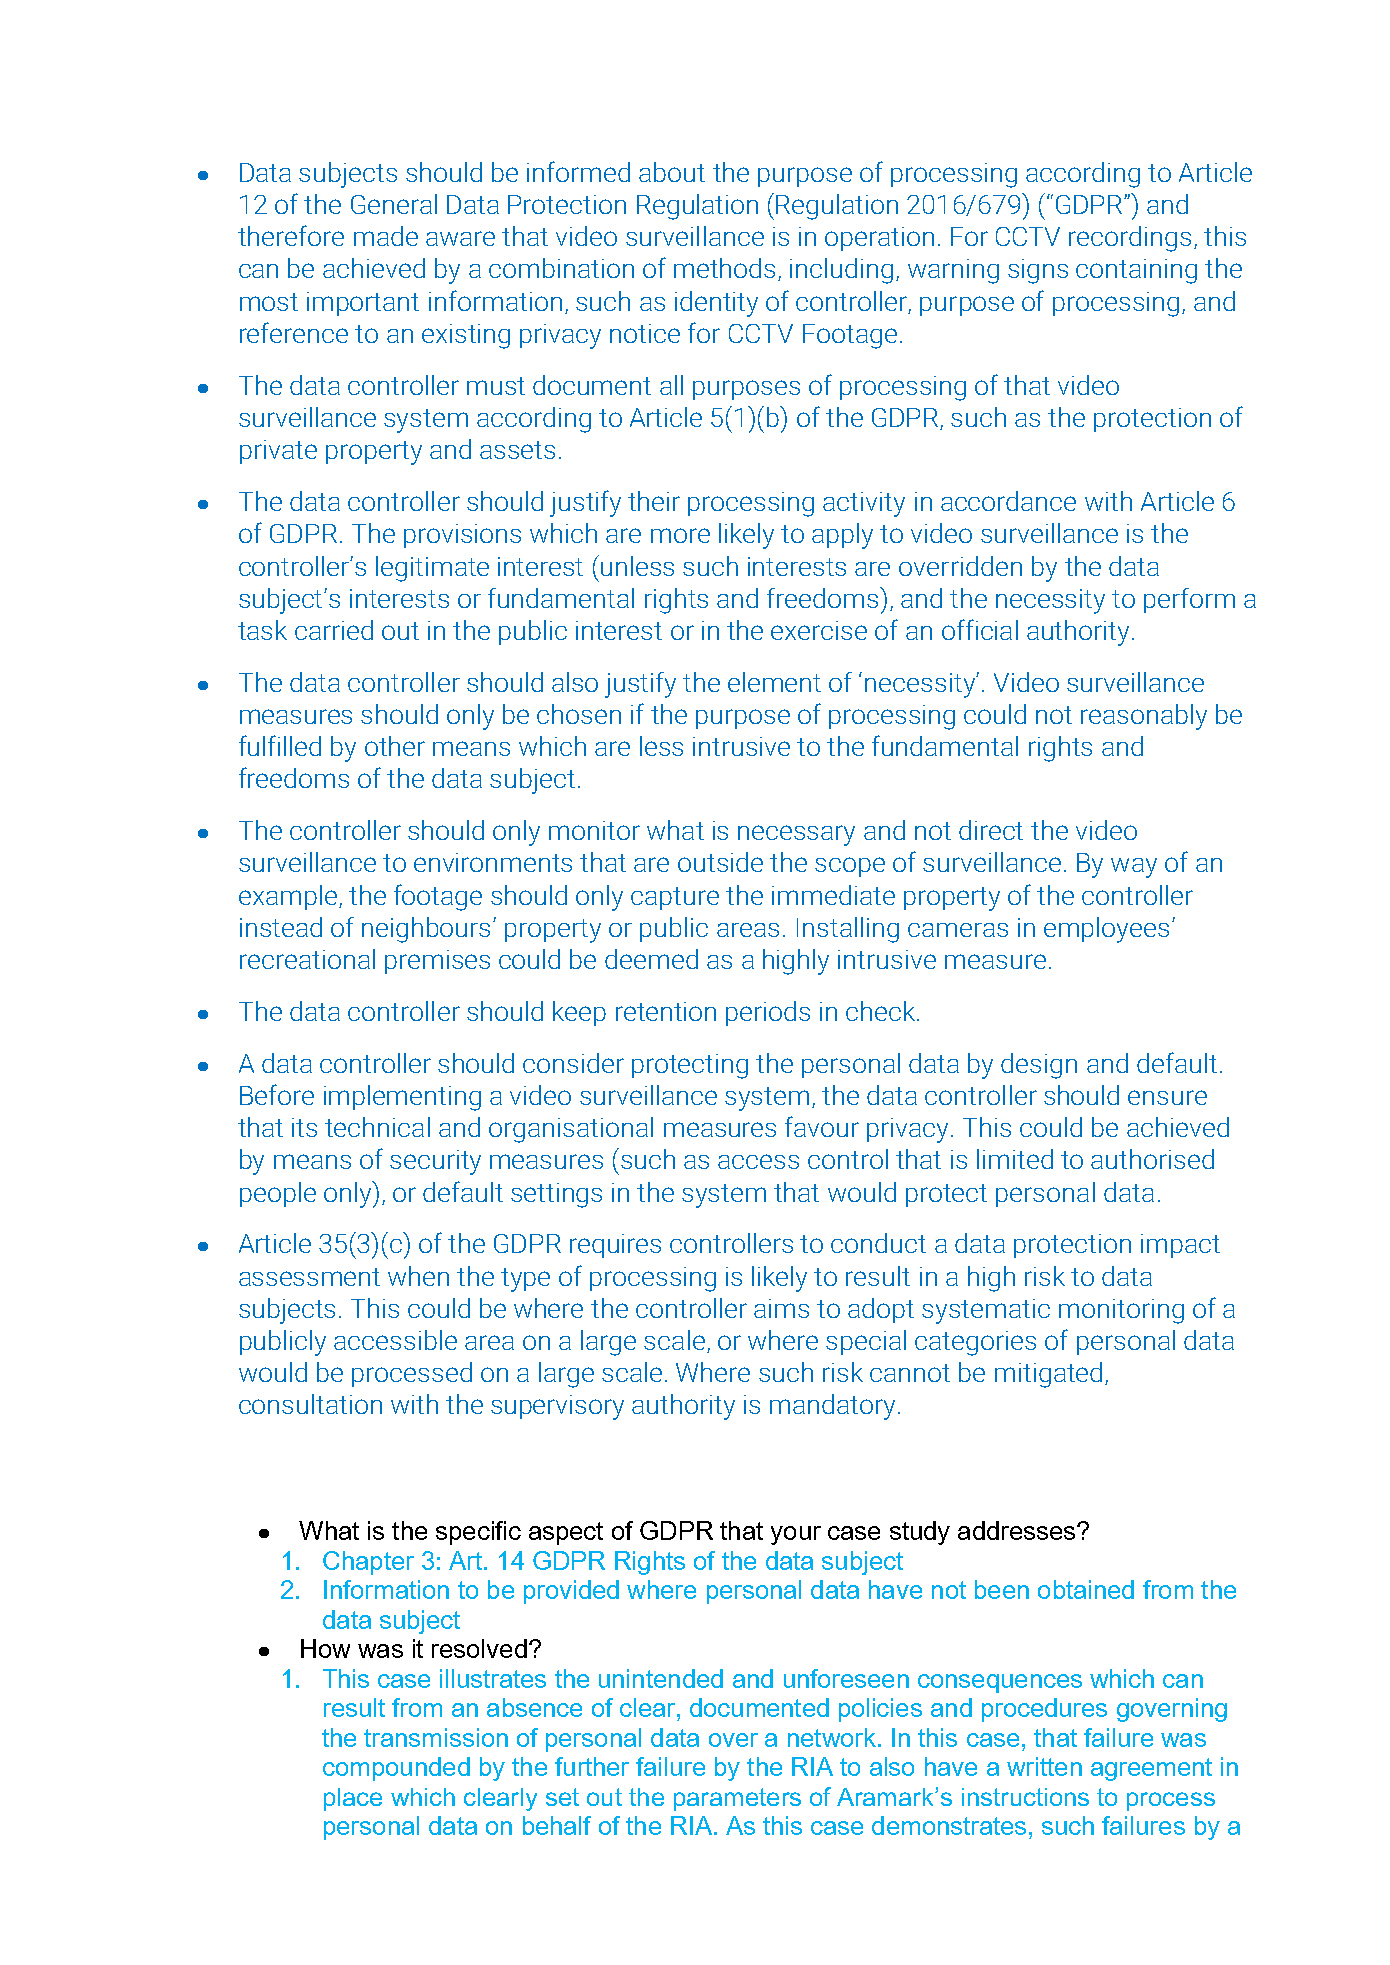 ● Data subjects should be informed about the purpose of processing according to Article
12 of the General Data Protection Regulation (Regulation 2016/679) (“GDPR”) and
therefore made aware that video surveillance is in operation. For CCTV recordings, this
can be achieved by a combination of methods, including, warning signs containing the
most important information, such as identity of controller, purpose of processing, and
reference to an existing privacy notice for CCTV Footage.
● The data controller must document all purposes of processing of that video
surveillance system according to Article 5(1)(b) of the GDPR, such as the protection of
private property and assets.
● The data controller should justify their processing activity in accordance with Article 6
of GDPR. The provisions which are more likely to apply to video surveillance is the
controller’s legitimate interest (unless such interests are overridden by the data
subject’s interests or fundamental rights and freedoms), and the necessity to perform a
task carried out in the public interest or in the exercise of an official authority.
● The data controller should also justify the element of ‘necessity’. Video surveillance
measures should only be chosen if the purpose of processing could not reasonably be
fulfilled by other means which are less intrusive to the fundamental rights and
freedoms of the data subject.
● The controller should only monitor what is necessary and not direct the video
surveillance to environments that are outside the scope of surveillance. By way of an
example, the footage should only capture the immediate property of the controller
instead of neighbours’ property or public areas. Installing cameras in employees’
recreational premises could be deemed as a highly intrusive measure.
● The data controller should keep retention periods in check.
● A data controller should consider protecting the personal data by design and default.
Before implementing a video surveillance system, the data controller should ensure
that its technical and organisational measures favour privacy. This could be achieved
by means of security measures (such as access control that is limited to authorised
people only), or default settings in the system that would protect personal data.
● Article 35(3)(c) of the GDPR requires controllers to conduct a data protection impact
assessment when the type of processing is likely to result in a high risk to data
subjects. This could be where the controller aims to adopt systematic monitoring of a
publicly accessible area on a large scale, or where special categories of personal data
would be processed on a large scale. Where such risk cannot be mitigated,
consultation with the supervisory authority is mandatory.
● What is the specific aspect of GDPR that your case study addresses?
1. Chapter 3: Art. 14 GDPR Rights of the data subject
2. Information to be provided where personal data have not been obtained from the
data subject
● How was it resolved?
1. This case illustrates the unintended and unforeseen consequences which can
result from an absence of clear, documented policies and procedures governing
the transmission of personal data over a network. In this case, that failure was
compounded by the further failure by the RIA to also have a written agreement in
place which clearly set out the parameters of Aramark’s instructions to process
personal data on behalf of the RIA. As this case demonstrates, such failures by a